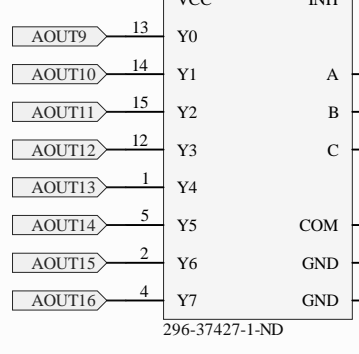 VCC INH
AOUT9 13 Y0
AOUT10 14 Y1 A
AOUT11 15 Y2 B
AOUT12 12 Y3 C
AOUT13 1 Y4
AOUT14 5 Y5 COM
AOUT15 2 Y6 GND
AOUT16 4 Y7 GND
296-37427-1-ND